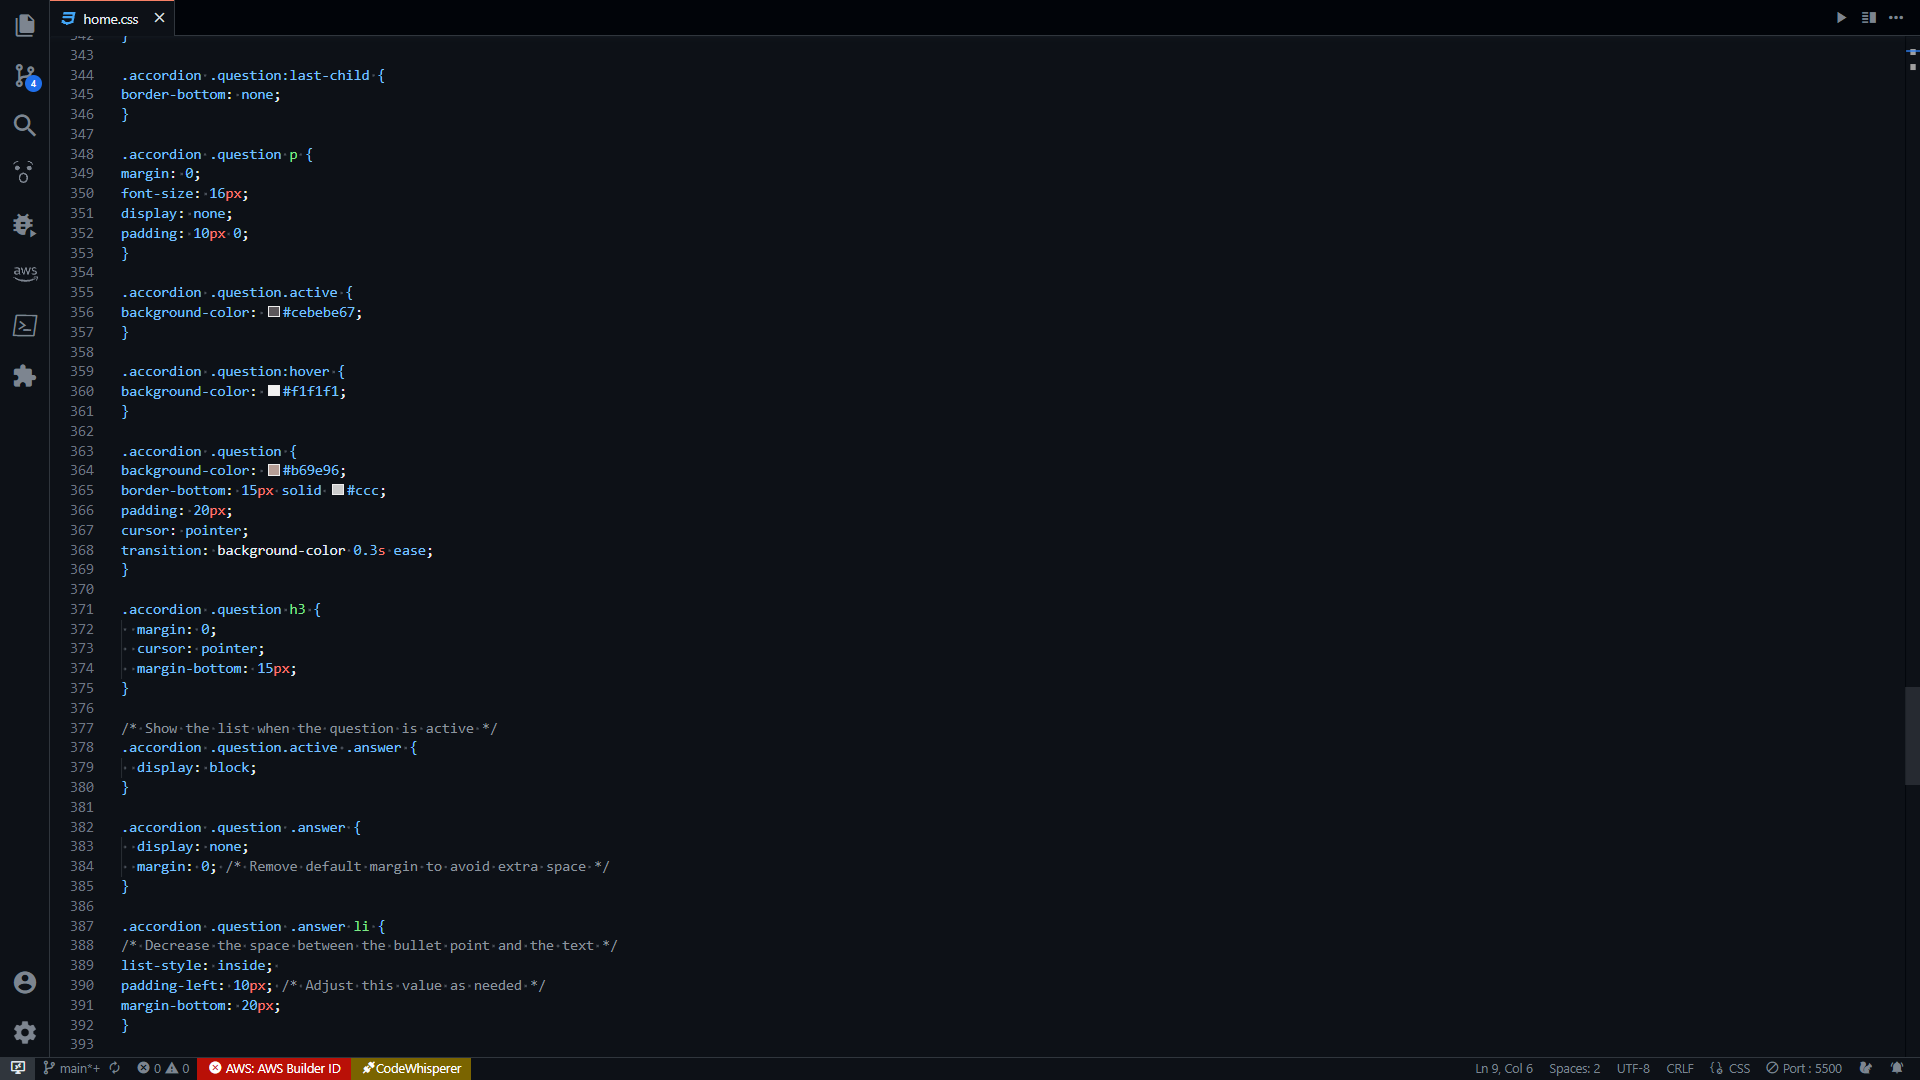 home.css
342 }
343
344 .accordion .question:last-child {
345 border-bottom: none;
346 }
347
348 .accordion .question p {
349 margin: 0;
350 font-size: 16px;
351 display: none;
352 padding: 10px 0;
353 }
354
355 .accordion .question.active {
356 background-color: #cebebe67;
357 }
358
359 .accordion .question:hover {
360 background-color: #f1f1f1;
361 }
362
363 .accordion .question {
364 background-color: #b69e96;
365 border-bottom: 15px solid #ccc;
366 padding: 20px;
367 cursor: pointer;
368 transition: background-color 0.3s ease;
369 }
370
371 .accordion .question h3 {
372   margin: 0;
373   cursor: pointer;
374   margin-bottom: 15px;
375 }
376
377 /* Show the list when the question is active */
378 .accordion .question.active .answer {
379   display: block;
380 }
381
382 .accordion .question .answer {
383   display: none;
384   margin: 0; /* Remove default margin to avoid extra space */
385 }
386
387 .accordion .question .answer li {
388 /* Decrease the space between the bullet point and the text */
389 list-style: inside;
390 padding-left: 10px; /* Adjust this value as needed */
391 margin-bottom: 20px;
392 }
393
4
aws
main*+ 0 0 AWS: AWS Builder ID CodeWhisperer Ln 9, Col 6 Spaces: 2 UTF-8 CRLF CSS Port : 5500